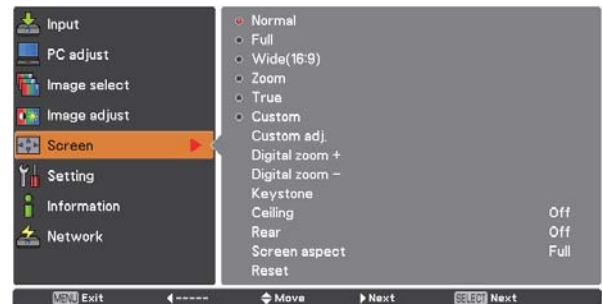 Input
PC adjust
Image select
Image adjust
Screen
Setting
Information
Network
Normal
Full
Wide(16:9)
Zoom
True
Custom
Custom adj.
Digital zoom +
Digital zoom –
Keystone
Ceiling Off
Rear Off
Screen aspect Full
Reset
MENU Exit ----- Move Next SELECT Next